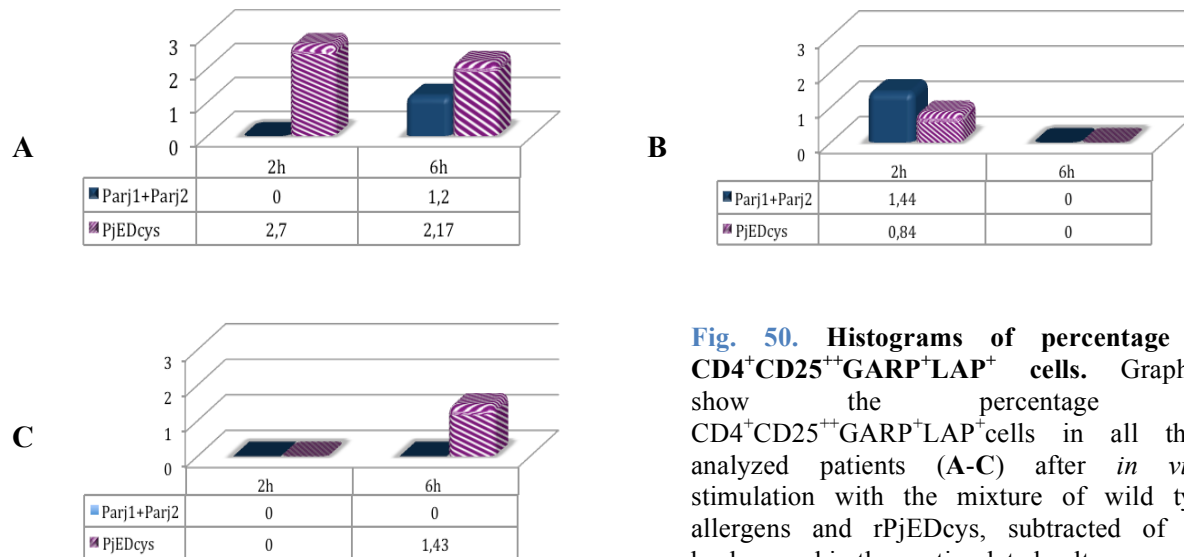 A
3
2
1
0
2h 6h
Parj1+Parj2 0 1,2
PjEDcys 2,7 2,17
B
3
2
1
0
2h 6h
Parj1+Parj2 1,44 0
PjEDcys 0,84 0
C
3
2
1
0
2h 6h
Parj1+Parj2 0 0
PjEDcys 0 1,43
Fig. 50. Histograms of percentage
CD4+CD25++GARP+LAP+ cells. Graph
show the percentage
CD4+CD25++GARP+LAP+cells in all th
analyzed patients (A-C) after in vi
stimulation with the mixture of wild ty
allergens and rPjEDcys, subtracted of